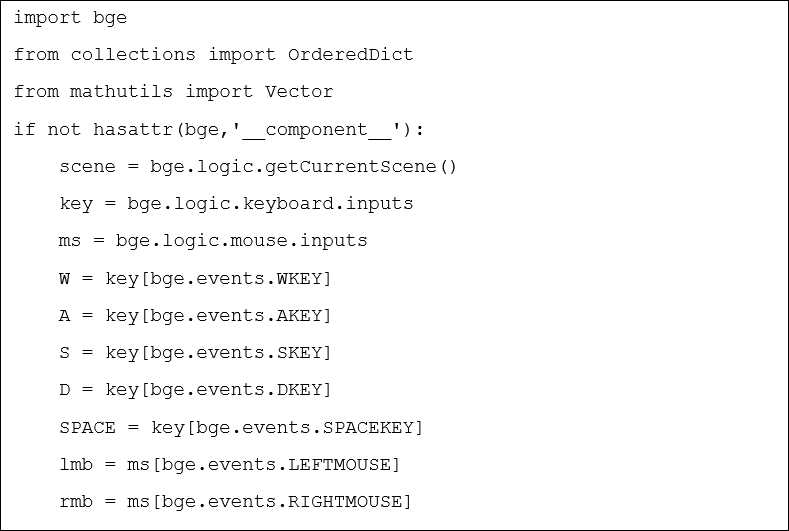 import bge
from collections import OrderedDict
from mathutils import Vector
if not hasattr(bge,'__component__'):
    scene = bge.logic.getCurrentScene()
    key = bge.logic.keyboard.inputs
    ms = bge.logic.mouse.inputs
    W = key[bge.events.WKEY]
    A = key[bge.events.AKEY]
    S = key[bge.events.SKEY]
    D = key[bge.events.DKEY]
    SPACE = key[bge.events.SPACEKEY]
    lmb = ms[bge.events.LEFTMOUSE]
    rmb = ms[bge.events.RIGHTMOUSE]